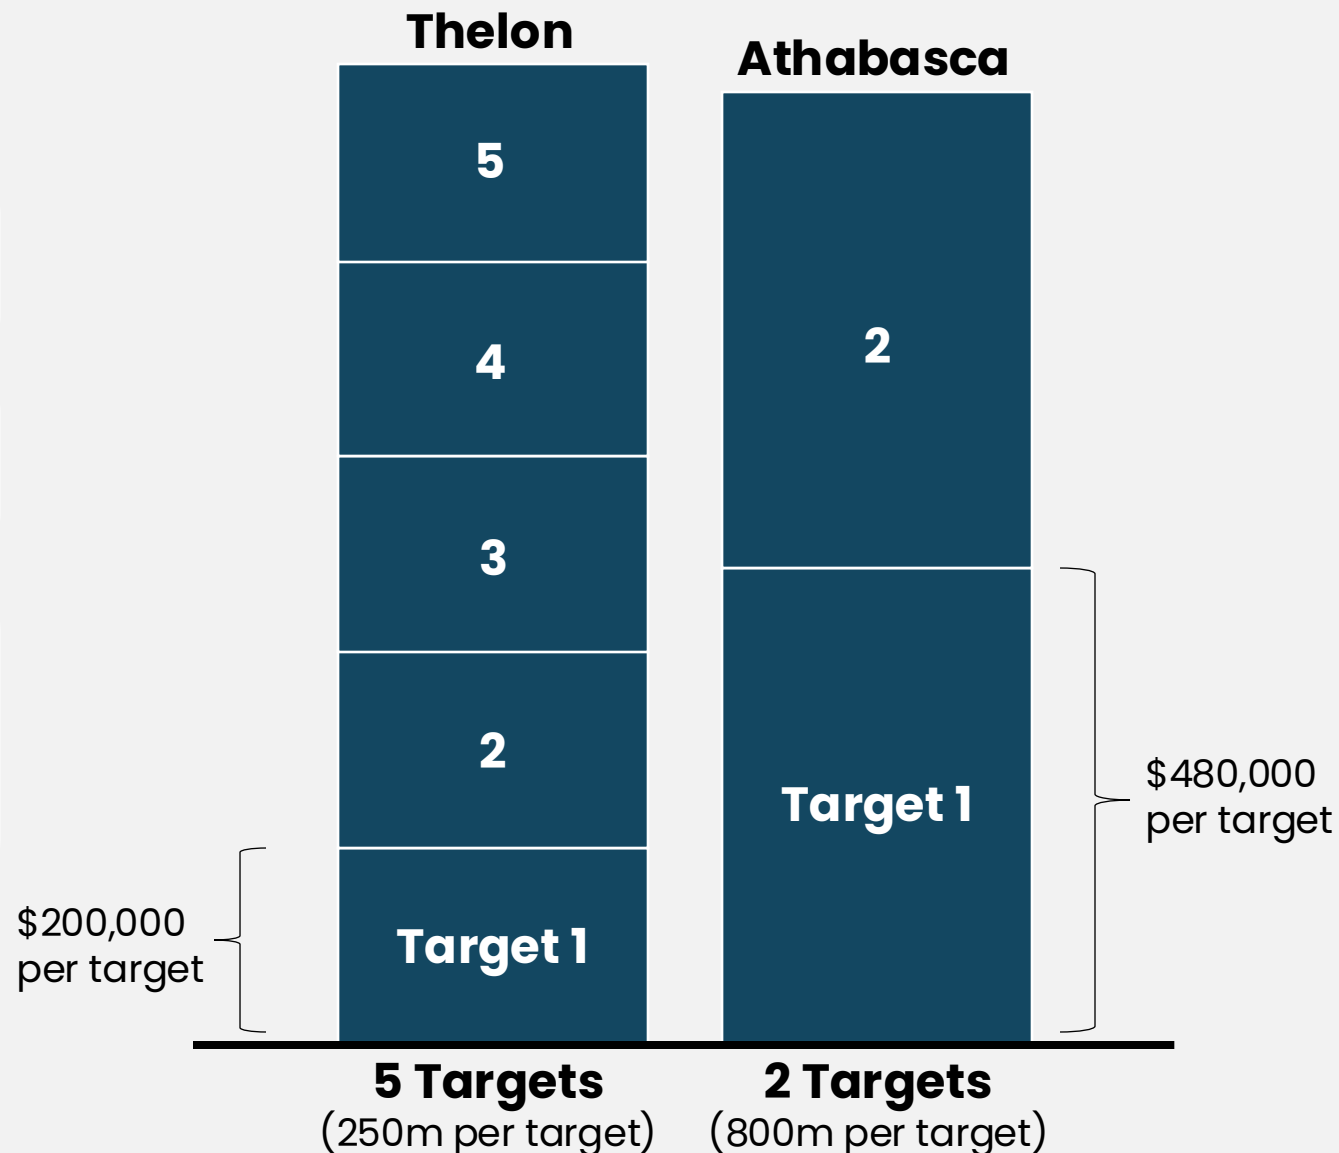 Thelon
Athabasca
5
4
3
2
Target 1
2
Target 1
$200,000
per target
$480,000
per target
5 Targets
(250m per target)
2 Targets
(800m per target)